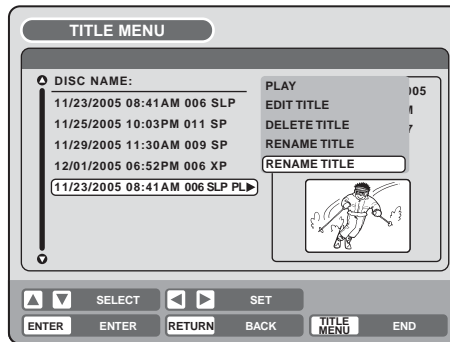 TITLE MENU
DISC NAME:
11/23/2005 08:41AM 006 SLP
11/25/2005 10:03PM 011 SP
11/29/2005 11:30AM 009 SP
12/01/2005 06:52PM 006 XP
11/23/2005 08:41AM 006 SLP PL
PLAY
EDIT TITLE
DELETE TITLE
RENAME TITLE
RENAME TITLE
005
SELECT SET
ENTER ENTER RETURN BACK TITLE MENU END